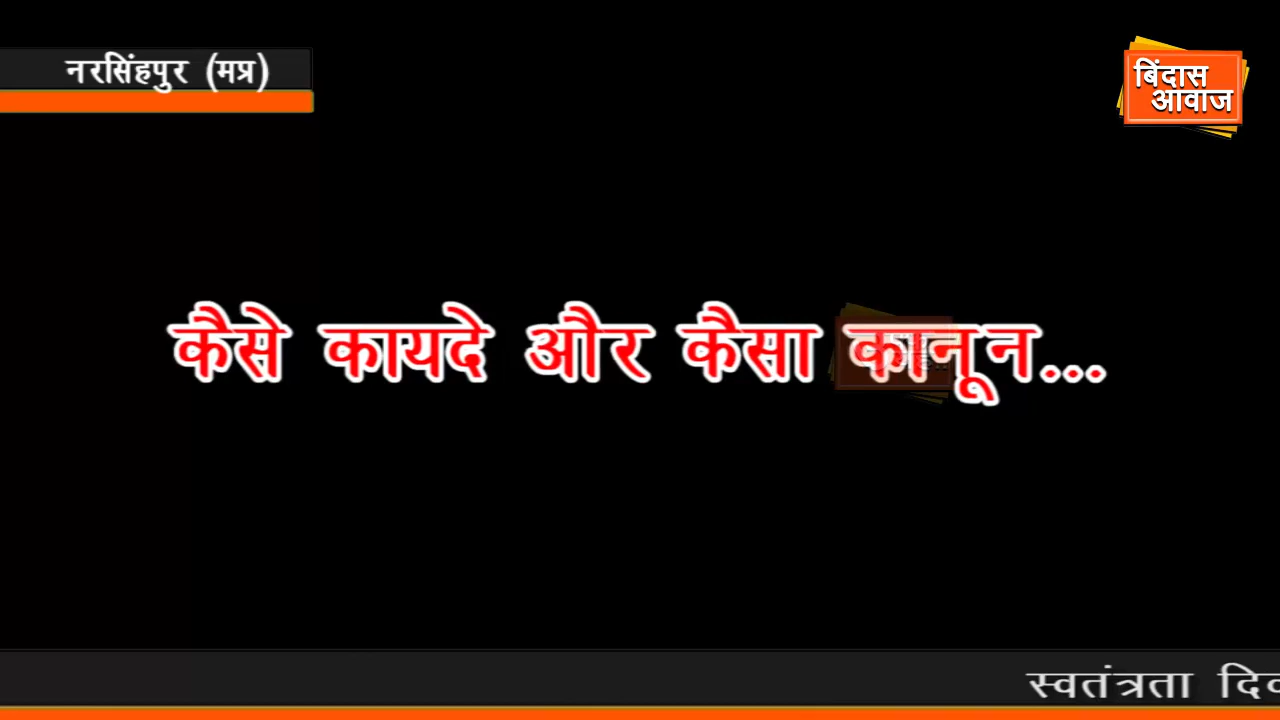 नरसिंहपुर (मप्र)
बिंदास
आवाज
कैसे कायदे और कैसा कानून...
स्वतंत्रता